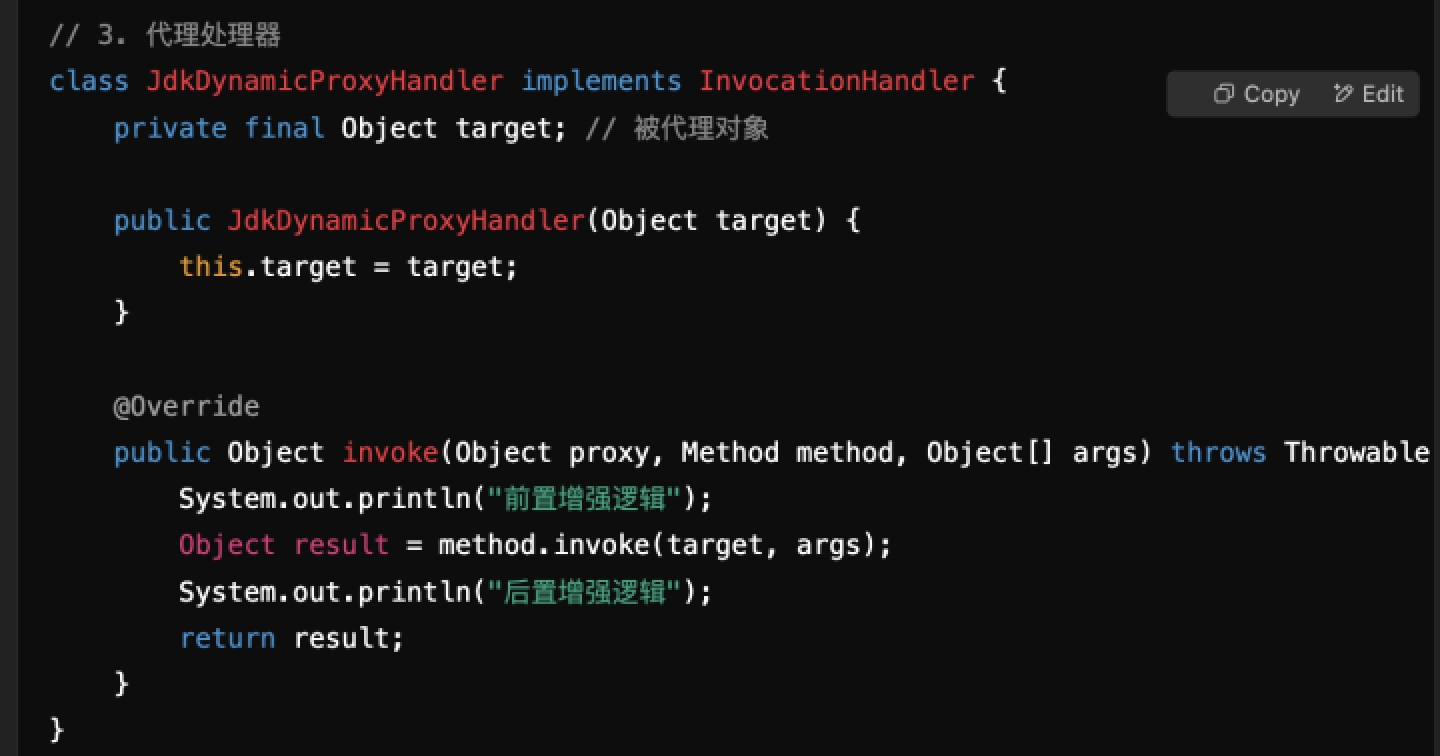 // 3. 代理处理器
class JdkDynamicProxyHandler implements InvocationHandler {
Copy Edit
    private final Object target; // 被代理对象
    public JdkDynamicProxyHandler(Object target) {
        this.target = target;
    }
    @Override
    public Object invoke(Object proxy, Method method, Object[] args) throws Throwable
        System.out.println("前置增强逻辑");
        Object result = method.invoke(target, args);
        System.out.println("后置增强逻辑");
        return result;
    }
}